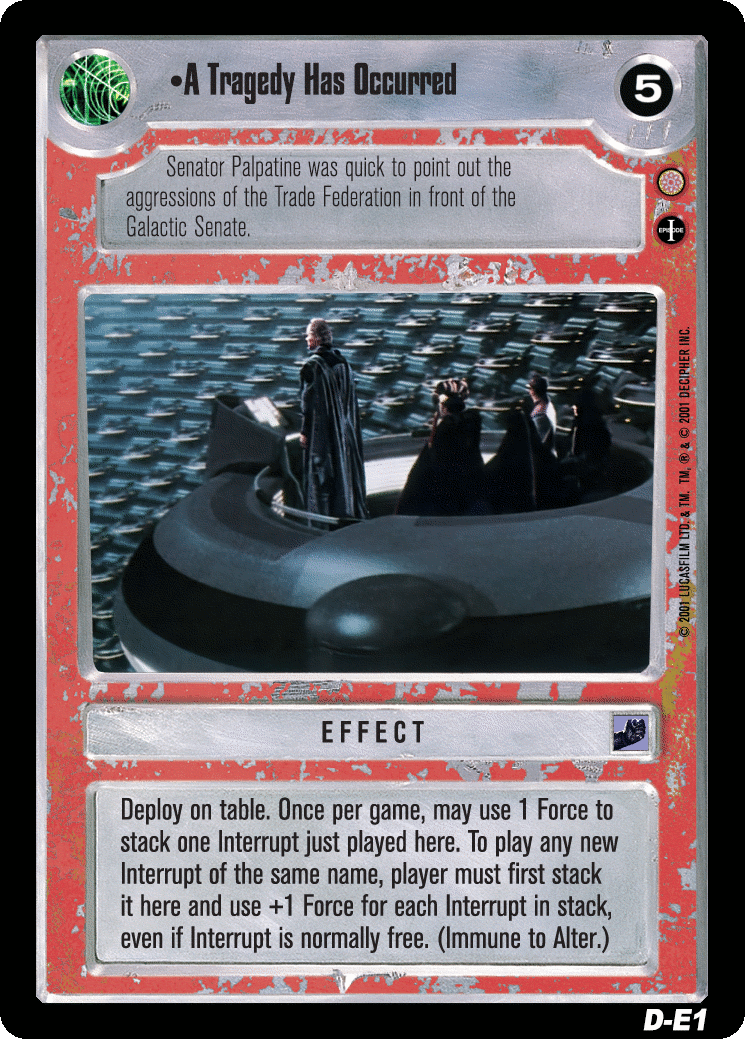 •A Tragedy Has Occurred
5
Senator Palpatine was quick to point out the
aggressions of the Trade Federation in front of the
Galactic Senate.
EPISODE
I
© 2001 LUCASFILM LTD. & TM. TM, ® & © 2001 DECIPHER INC.
EFFECT
Deploy on table. Once per game, may use 1 Force to
stack one Interrupt just played here. To play any new
Interrupt of the same name, player must first stack
it here and use +1 Force for each Interrupt in stack,
even if Interrupt is normally free. (Immune to Alter.)
D-E1